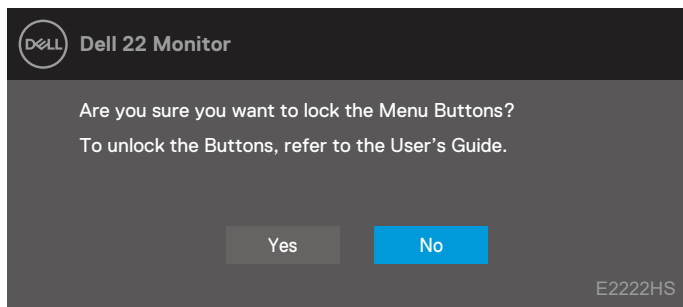 DELL
Dell 22 Monitor
Are you sure you want to lock the Menu Buttons?
To unlock the Buttons, refer to the User's Guide.
Yes
No
E2222HS